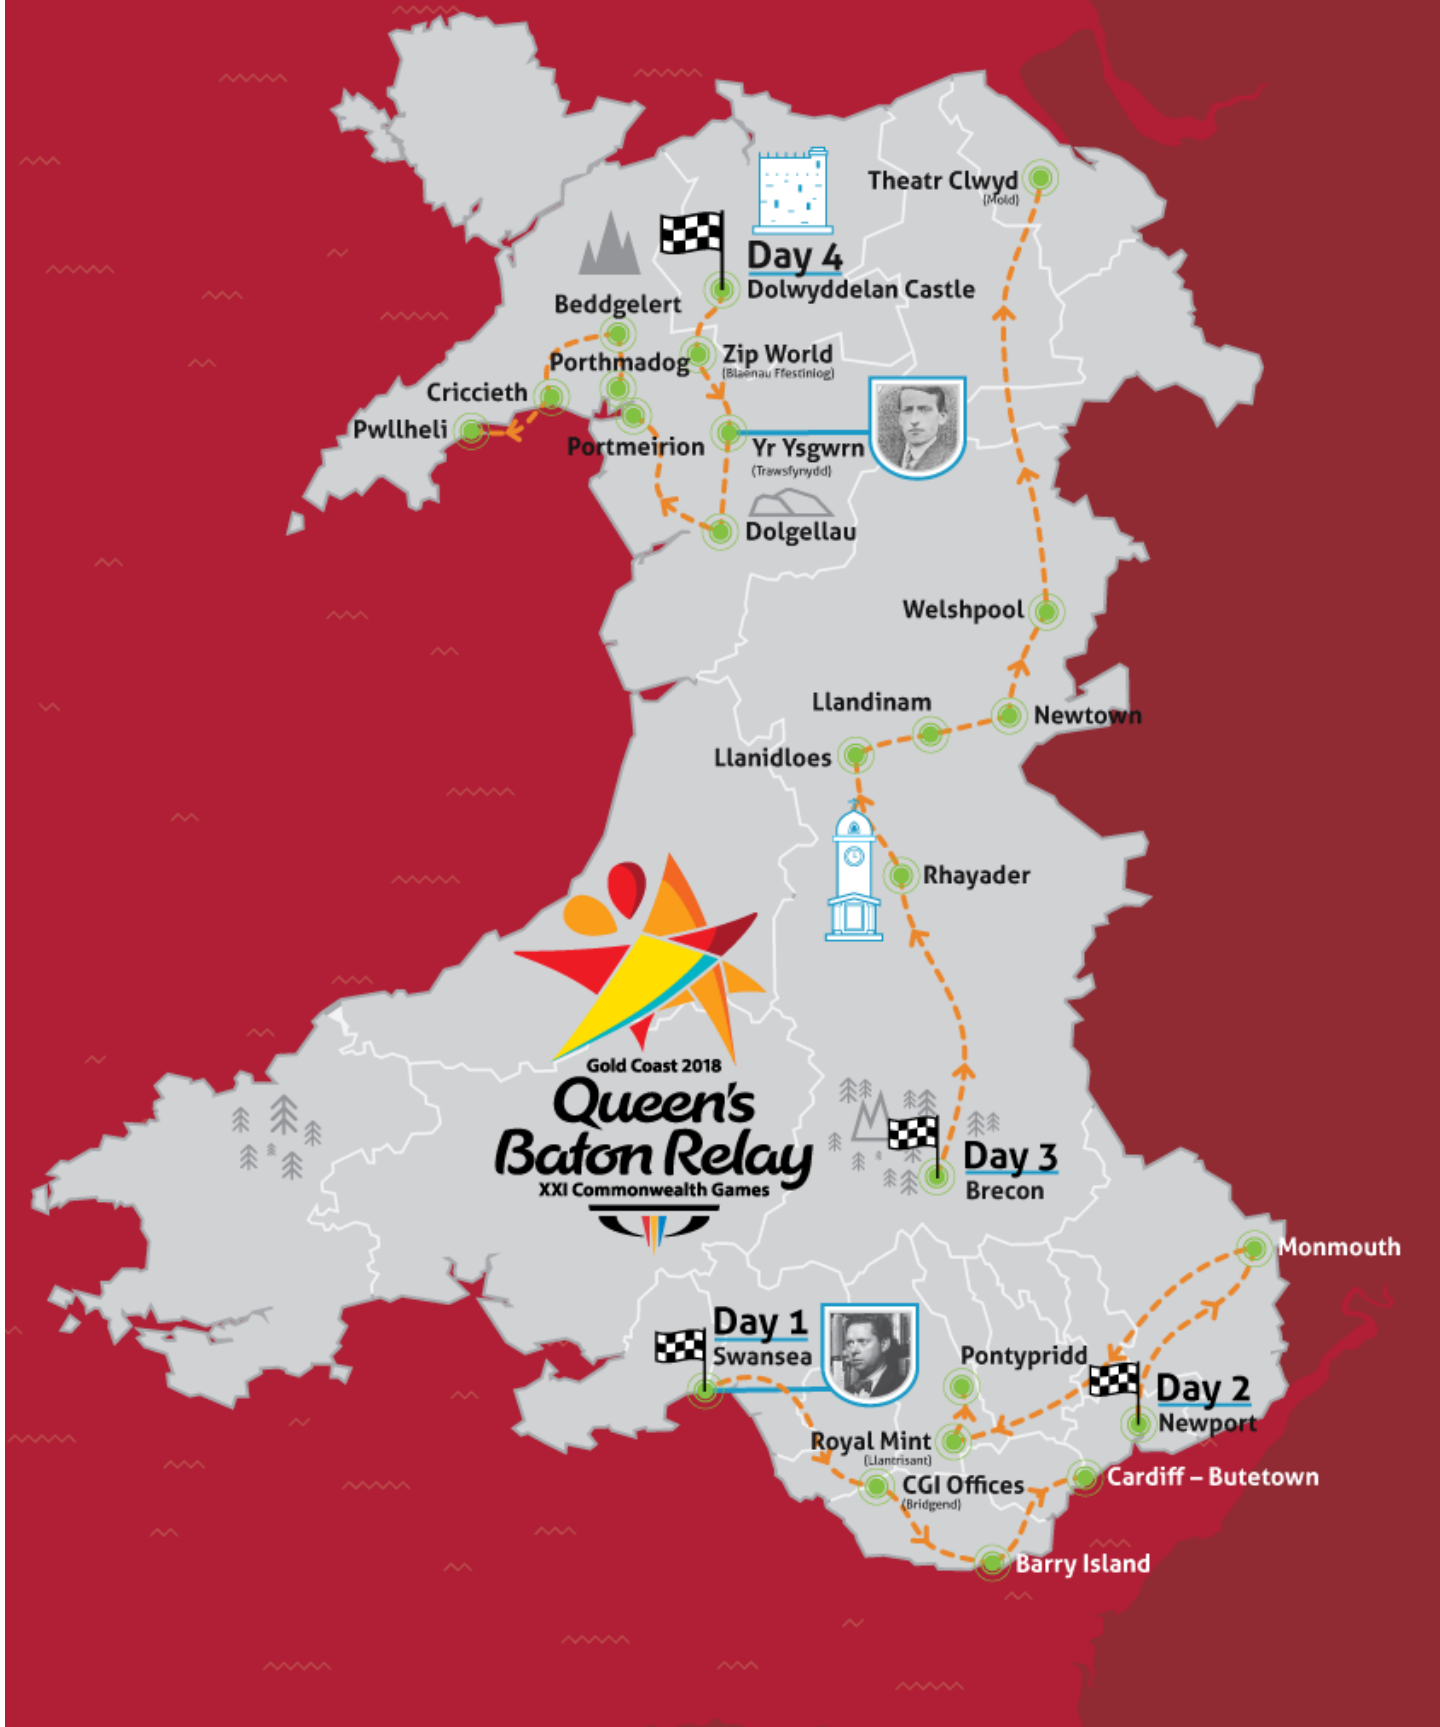 Theatr Clwyd
(Mold)
Day 4
Dolwyddelan Castle
Beddgelert
Zip World
(Blaenau Ffestiniog)
Porthmadog
Criccieth
Pwllheli
Portmeirion
Yr Ysgwrn
(Trawsfynydd)
Dolgellau
Welshpool
Llandinam
Newtown
Llanidloes
Rhayader
Gold Coast 2018
Queen's
Baton Relay
XXI Commonwealth Games
Day 3
Brecon
Monmouth
Day 1
Swansea
Pontypridd
Day 2
Newport
Royal Mint
(Llantrisant)
CGI Offices
(Bridgend)
Cardiff – Butetown
Barry Island